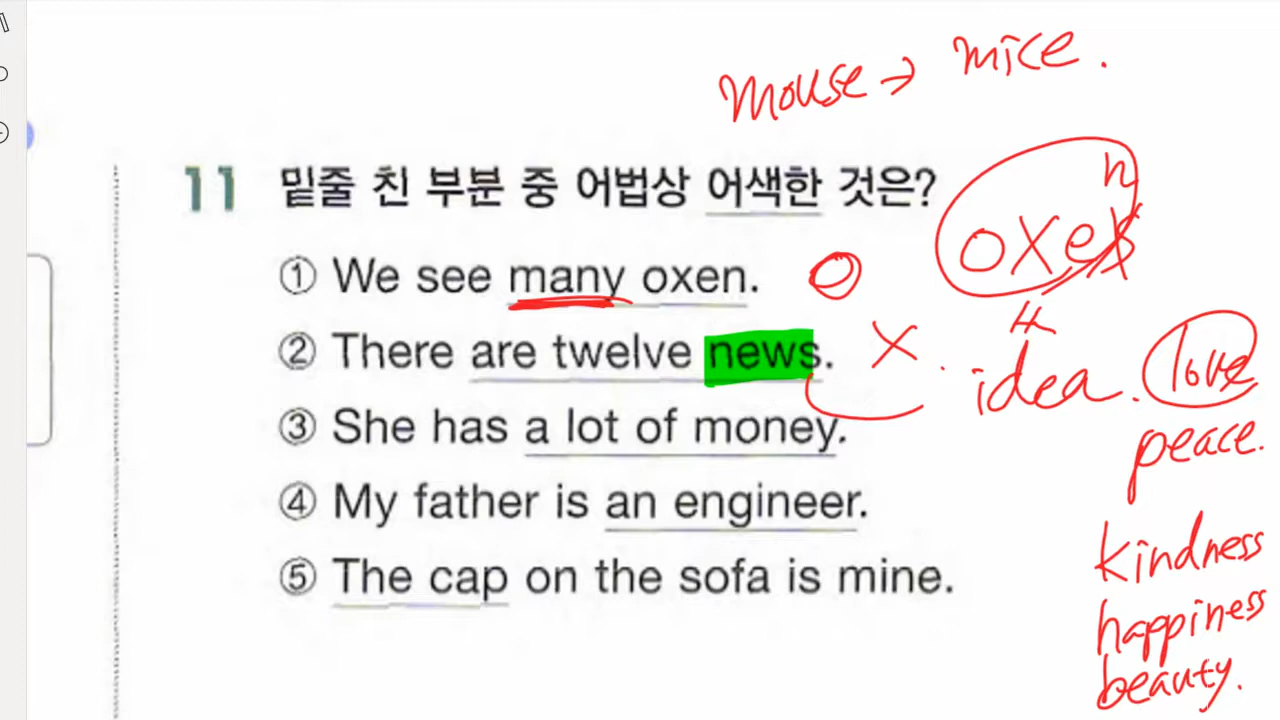 mouse → mice.
11 밑줄 친 부분 중 어법상 어색한 것은?
oxen
① We see many oxen. O
② There are twelve news. X
idea. love
③ She has a lot of money.
peace.
④ My father is an engineer.
kindness
⑤ The cap on the sofa is mine.
happiness
beauty.